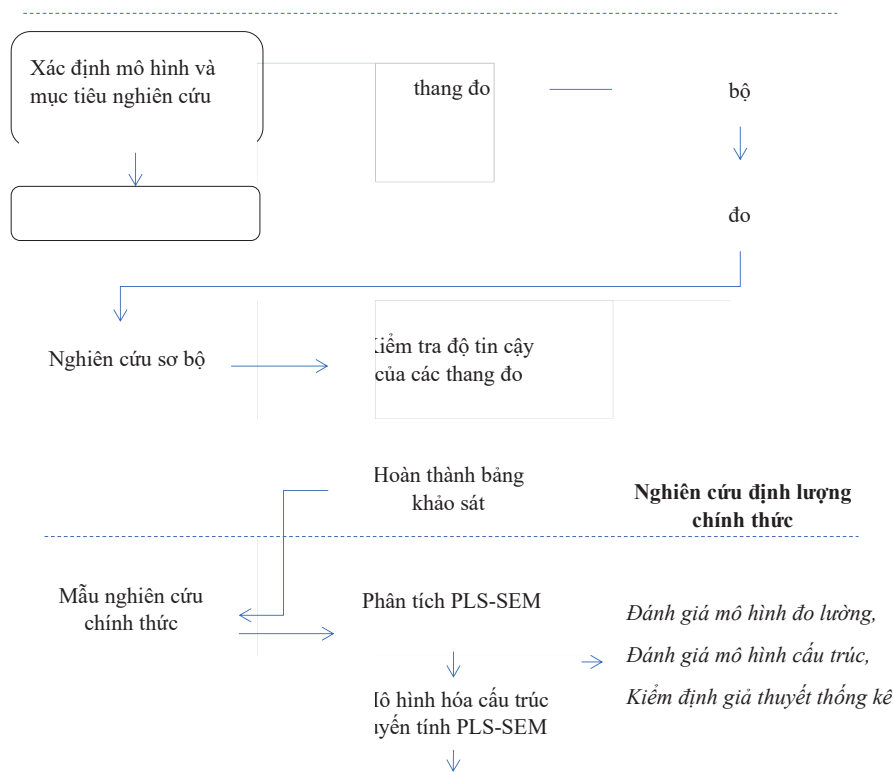 Xác định mô hình và
mục tiêu nghiên cứu
thang đo
bộ
đo
Nghiên cứu sơ bộ
iểm tra độ tin cậy
của các thang đo
Hoàn thành bảng
khảo sát
Nghiên cứu định lượng
chính thức
Mẫu nghiên cứu
chính thức
Phân tích PLS-SEM
Đánh giá mô hình đo lường,
Đánh giá mô hình cấu trúc,
Kiểm định giả thuyết thống kê
ô hình hóa cấu trúc
yến tính PLS-SEM